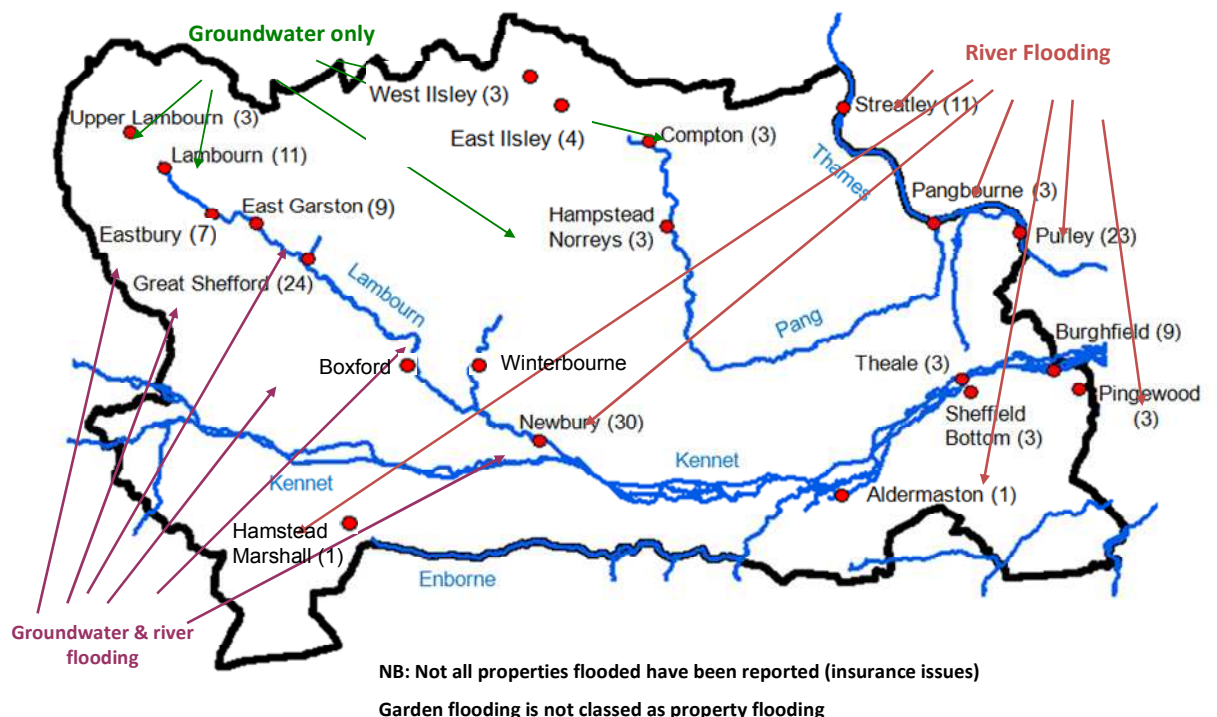 Groundwater only
River Flooding
West Ilsley (3)
Streatley (11)
Upper Lambourn (3)
East Ilsley (4)
Compton (3)
Lambourn (11)
Thames
Pangbourne (3)
East Garston (9)
Hampstead
Norreys (3)
Eastbury (7)
Purley (23)
Great Shefford (24)
Lambourn
Pang
Burghfield (9)
Boxford
Winterbourne
Theale (3)
Pingewood
(3)
Sheffield
Bottom (3)
Newbury (30)
Kennet
Kennet
Aldermaston (1)
Hamstead
Marshall (1)
Enborne
Groundwater & river
flooding
NB: Not all properties flooded have been reported (insurance issues)
Garden flooding is not classed as property flooding